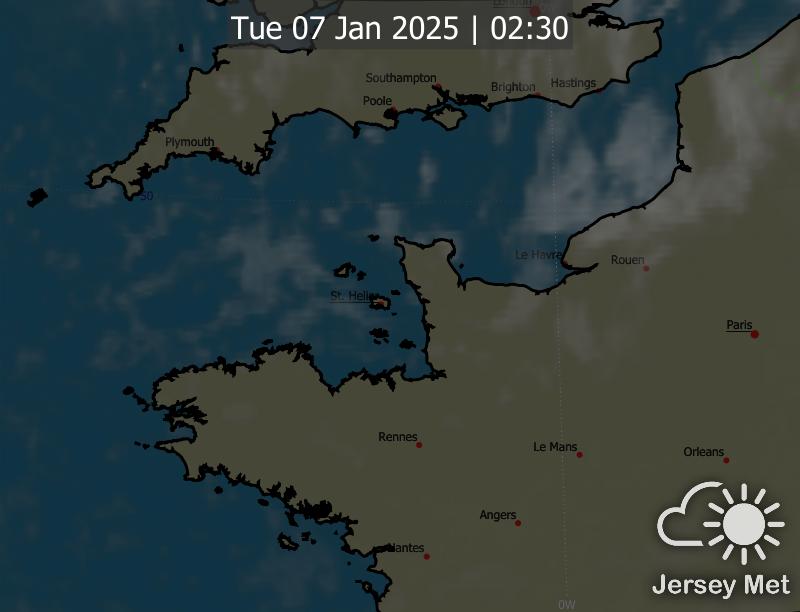 London
Tue 07 Jan 2025 | 02:30
Southampton
Brighton
Hastings
Poole
Plymouth
50
Le Havre
Rouen
St. Helier
Paris
Rennes
Le Mans
Orleans
Angers
Nantes
Jersey Met
0W